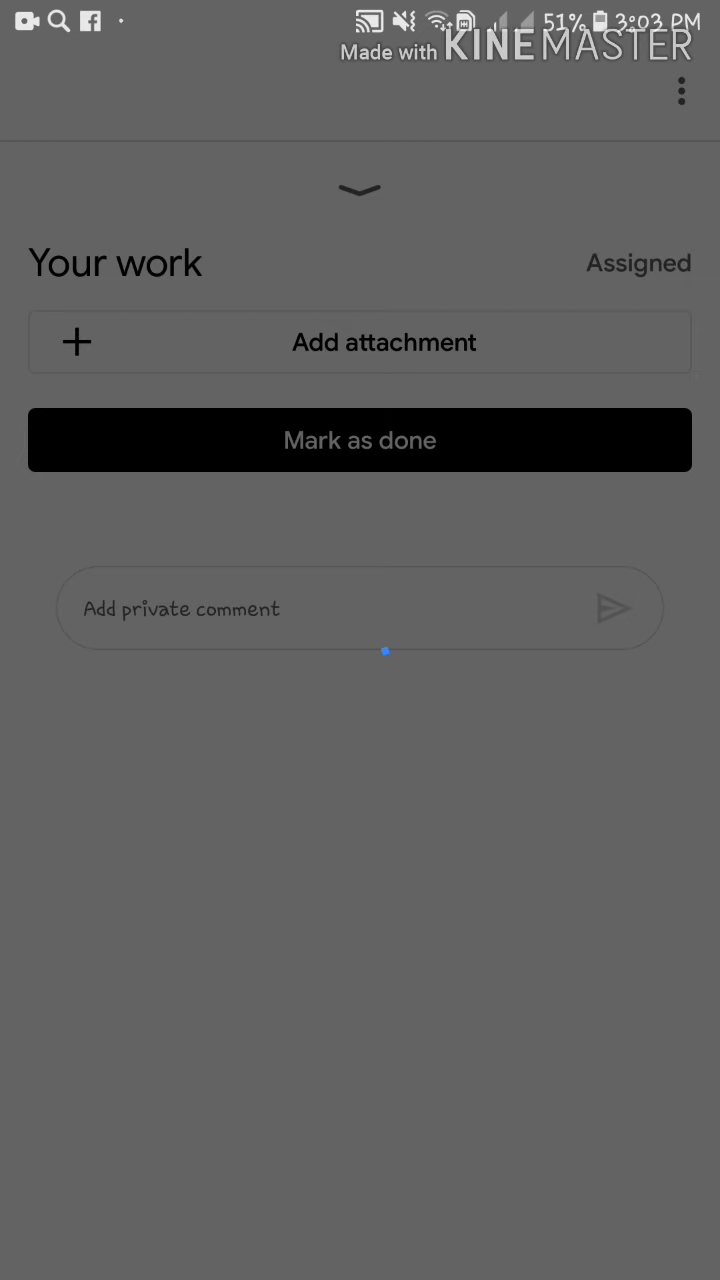 51% 3:03 PM
Made with KINEMASTER
Your work
Assigned
Add attachment
Mark as done
Add private comment